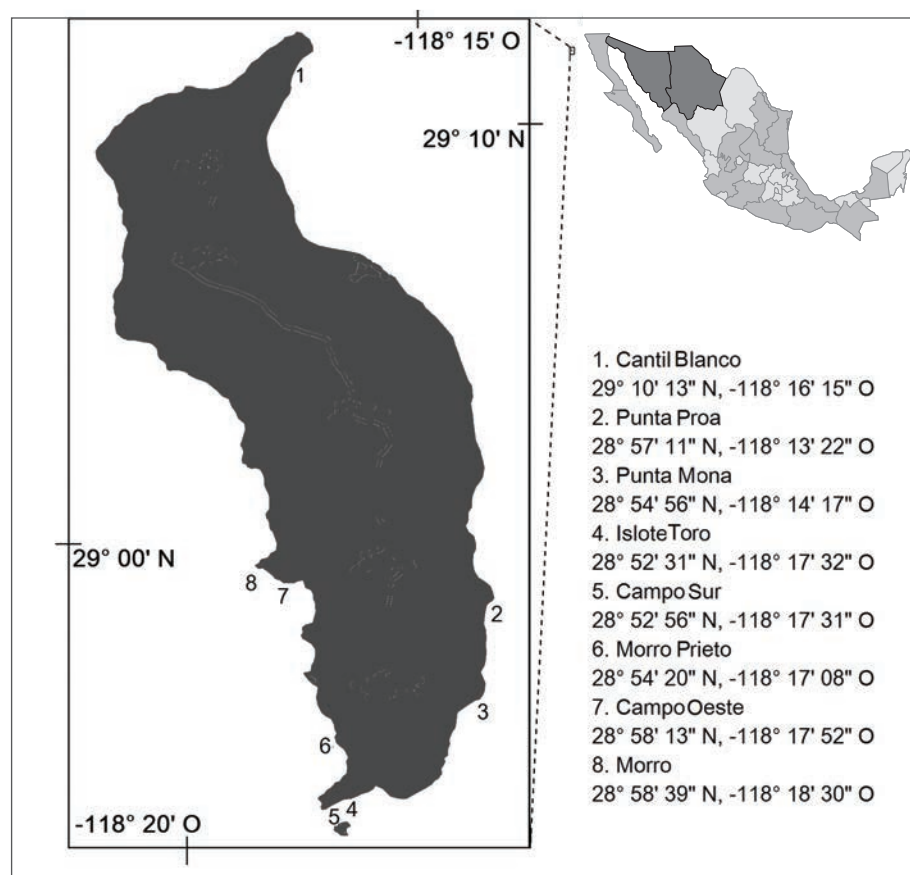 -118° 15' O
1
29° 10' N
29° 00' N
8
7
2
3
6
5 4
-118° 20' O
1. Cantil Blanco
29° 10' 13" N, -118° 16' 15" O
2. Punta Proa
28° 57' 11" N, -118° 13' 22" O
3. Punta Mona
28° 54' 56" N, -118° 14' 17" O
4. Islote Toro
28° 52' 31" N, -118° 17' 32" O
5. Campo Sur
28° 52' 56" N, -118° 17' 31" O
6. Morro Prieto
28° 54' 20" N, -118° 17' 08" O
7. Campo Oeste
28° 58' 13" N, -118° 17' 52" O
8. Morro
28° 58' 39" N, -118° 18' 30" O